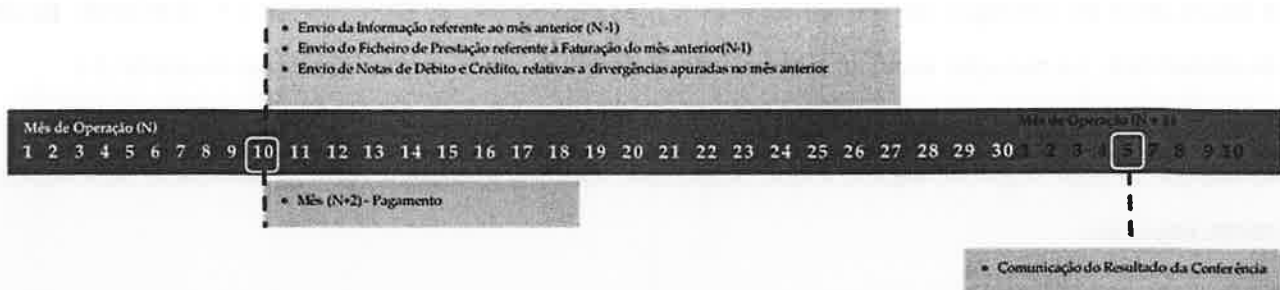 • Envio da Informação referente ao mês anterior (N-1)
• Envio do Ficheiro de Prestação referente à Faturação do mês anterior(N-1)
• Envio de Notas de Débito e Crédito, relativas a divergências apuradas no mês anterior
Mês de Operação (N) Mês de Operação (N + 1)
1 2 3 4 5 6 7 8 9 10 11 12 13 14 15 16 17 18 19 20 21 22 23 24 25 26 27 28 29 30 1 2 3 4 5 7 8 9 10
• Mês (N+2) - Pagamento
• Comunicação do Resultado da Conferência